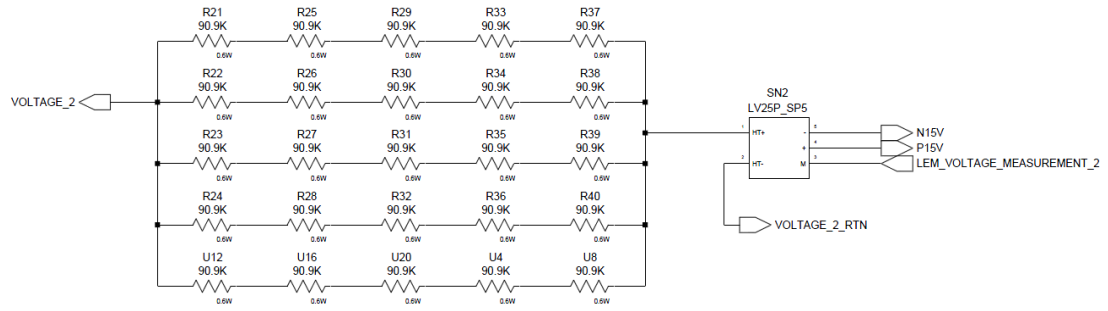 R21 R25 R29 R33 R37
90.9K 90.9K 90.9K 90.9K 90.9K
0.6W 0.6W 0.6W 0.6W 0.6W
R22 R26 R30 R34 R38
90.9K 90.9K 90.9K 90.9K 90.9K
VOLTAGE_2
0.6W 0.6W 0.6W 0.6W 0.6W
SN2
LV25P_SP5
R23 R27 R31 R35 R39
90.9K 90.9K 90.9K 90.9K 90.9K
0.6W 0.6W 0.6W 0.6W 0.6W
1 HT+ - 5 N15V
+ 4 P15V
2 HT- M 3 LEM_VOLTAGE_MEASUREMENT_2
R24 R28 R32 R36 R40
90.9K 90.9K 90.9K 90.9K 90.9K
0.6W 0.6W 0.6W 0.6W 0.6W
VOLTAGE_2_RTN
U12 U16 U20 U4 U8
90.9K 90.9K 90.9K 90.9K 90.9K
0.6W 0.6W 0.6W 0.6W 0.6W